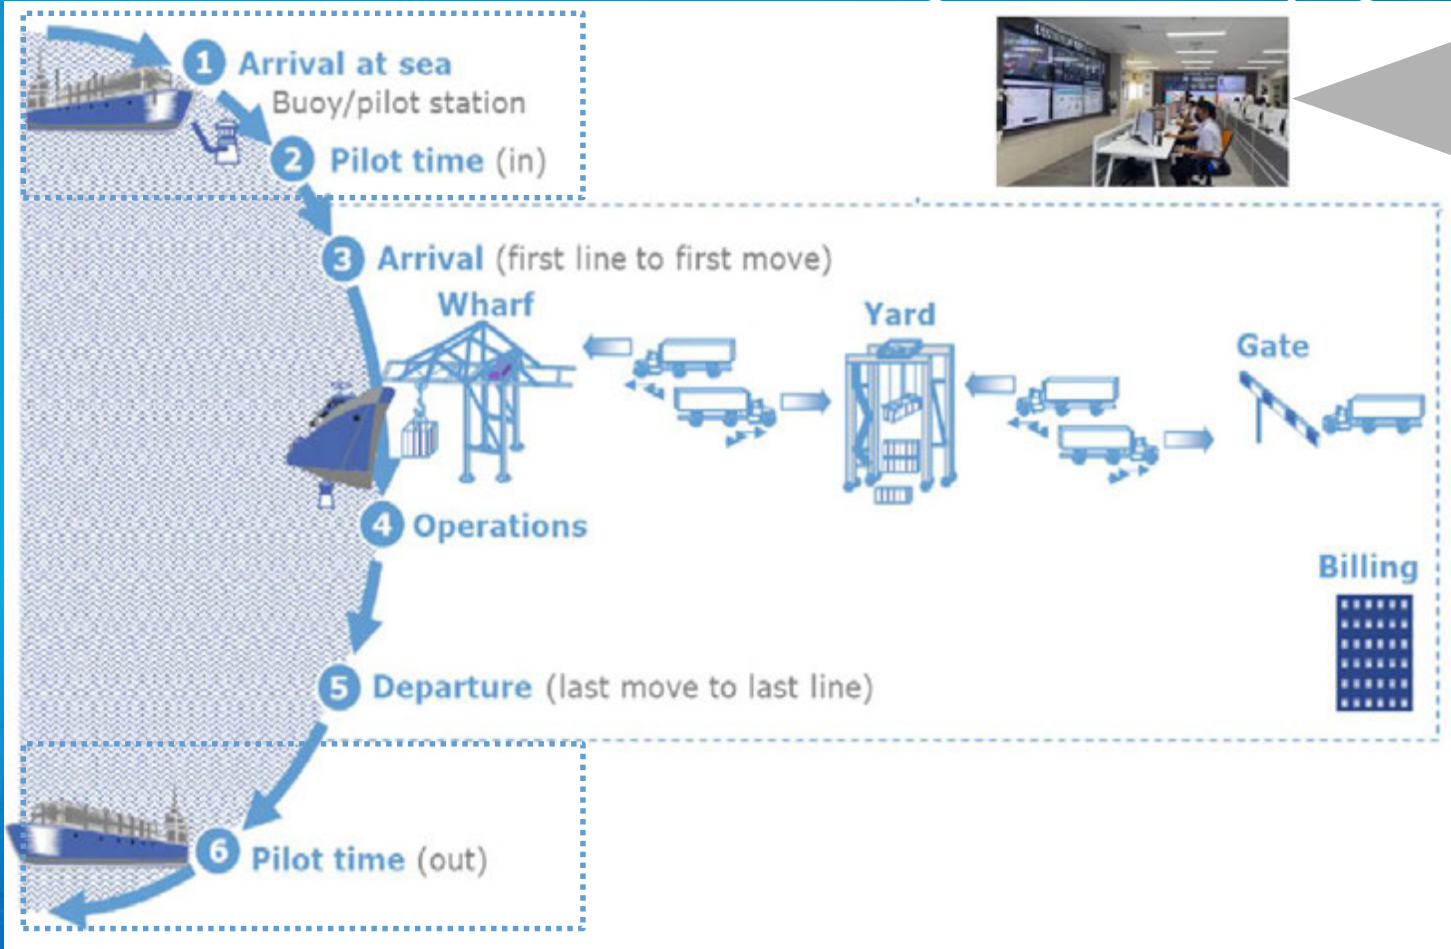 1 Arrival at sea
Buoy/pilot station
2 Pilot time (in)
3 Arrival (first line to first move)
Wharf
Yard
Gate
4 Operations
Billing
5 Departure (last move to last line)
6 Pilot time (out)